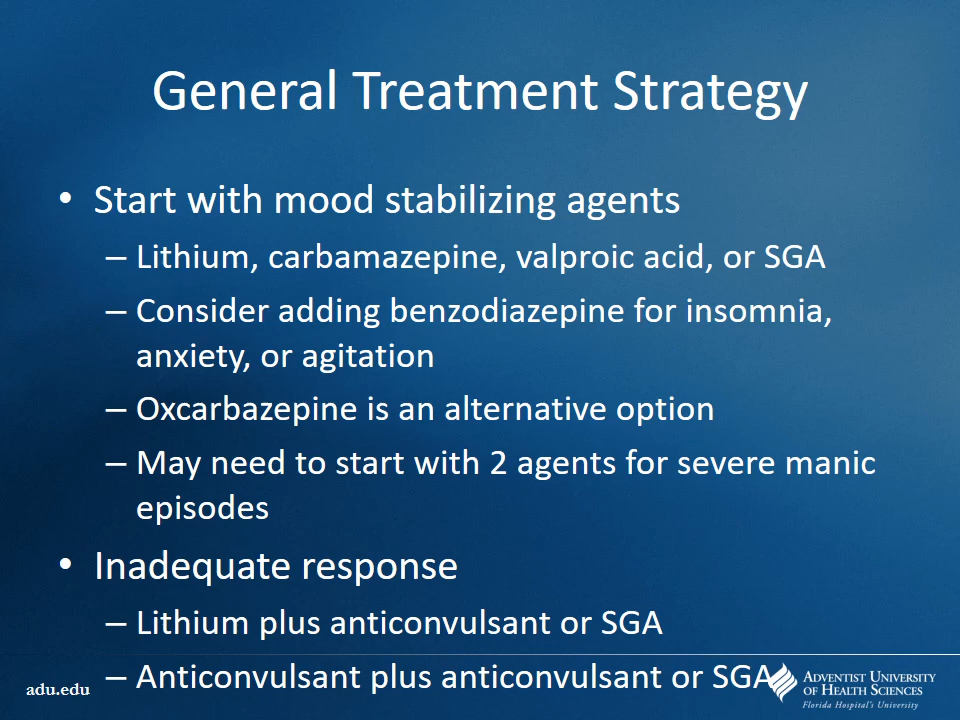 General Treatment Strategy
• Start with mood stabilizing agents
– Lithium, carbamazepine, valproic acid, or SGA
– Consider adding benzodiazepine for insomnia,
anxiety, or agitation
– Oxcarbazepine is an alternative option
– May need to start with 2 agents for severe manic
episodes
• Inadequate response
– Lithium plus anticonvulsant or SGA
– Anticonvulsant plus anticonvulsant or SGA
adu.edu
ADVENTIST UNIVERSITY
OF HEALTH SCIENCES
Florida Hospital's University